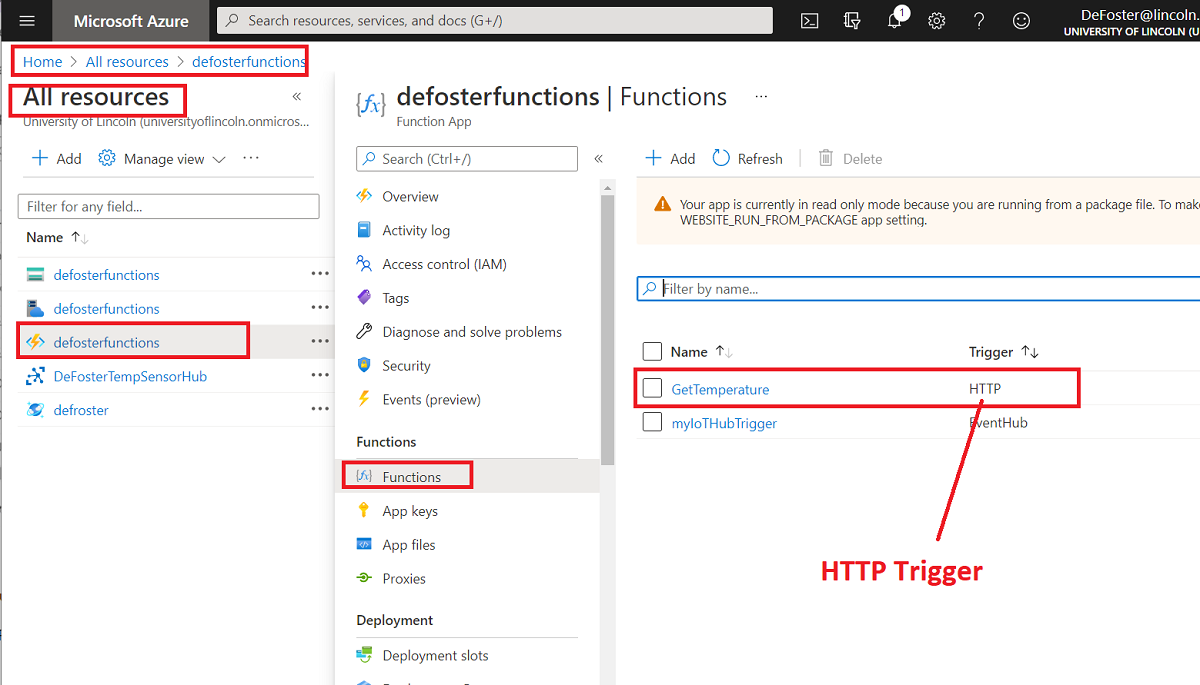 Microsoft Azure
Search resources, services, and docs (G+/)
1
DeFoster@lincoln.
UNIVERSITY OF LINCOLN (U
Home > All resources > defosterfunctions
All resources
University of Lincoln (universityoflincoln.onmicros...
Add
Manage view
Filter for any field...
Name
defosterfunctions
defosterfunctions
defosterfunctions
DeFosterTempSensorHub
defroster
defosterfunctions | Functions
Function App
Search (Ctrl+/)
Overview
Activity log
Access control (IAM)
Tags
Diagnose and solve problems
Security
Events (preview)
Functions
Functions
App keys
App files
Proxies
Deployment
Deployment slots
Add
Refresh
Delete
Your app is currently in read only mode because you are running from a package file. To make
WEBSITE_RUN_FROM_PACKAGE app setting.
Filter by name...
Name
Trigger
GetTemperature
HTTP
myIoTHubTrigger
EventHub
HTTP Trigger